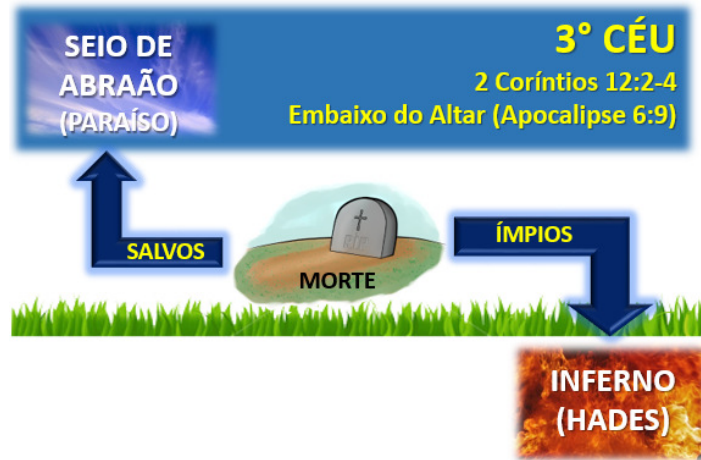 SEIO DE
ABRAÃO
(PARAÍSO)
3° CÉU
2 Coríntios 12:2-4
Embaixo do Altar (Apocalipse 6:9)
SALVOS
RIP
MORTE
ÍMPIOS
INFERNO
(HADES)